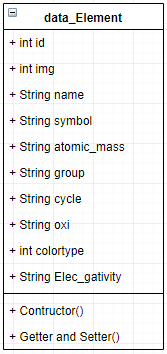 data_Element
+ int id
+ int img
+ String name
+ String symbol
+ String atomic_mass
+ String group
+ String cycle
+ String oxi
+ int colortype
+ String Elec_gativity
+ Contructor()
+ Getter and Setter()